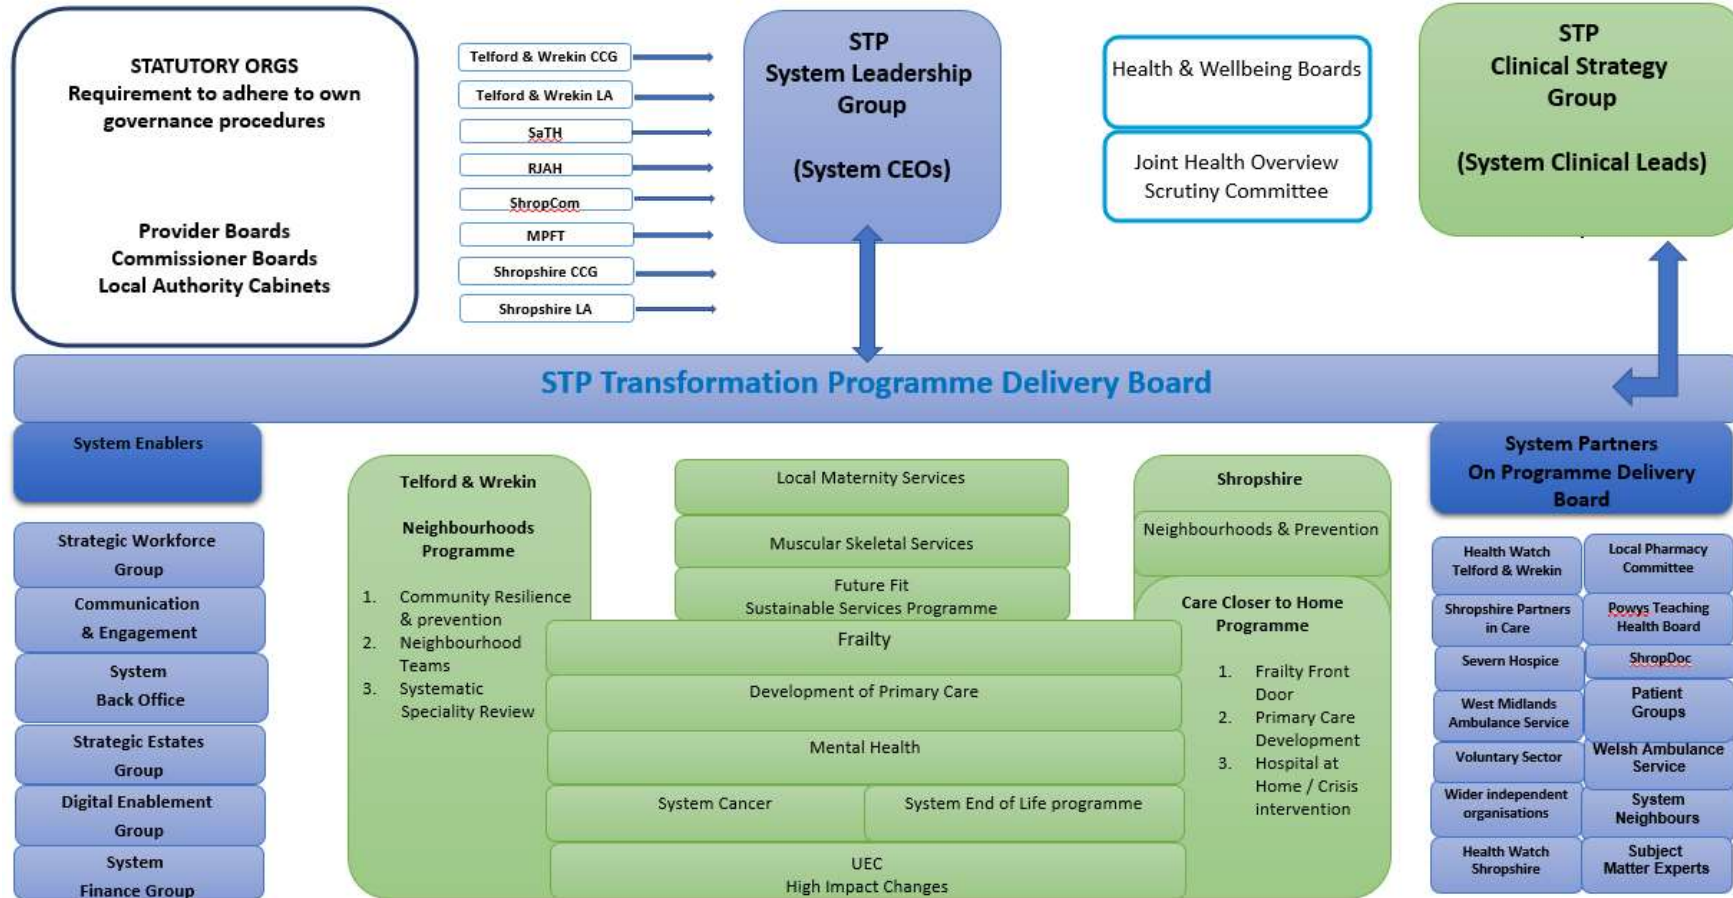 STATUTORY ORGS
Requirement to adhere to own
governance procedures
Provider Boards
Commissioner Boards
Local Authority Cabinets
Telford & Wrekin CCG
Telford & Wrekin LA
SaTH
RJAH
ShropCom
MPFT
Shropshire CCG
Shropshire LA
STP
System Leadership
Group
(System CEOs)
Health & Wellbeing Boards
Joint Health Overview
Scrutiny Committee
STP
Clinical Strategy
Group
(System Clinical Leads)
STP Transformation Programme Delivery Board
System Enablers
Strategic Workforce
Group
Communication
& Engagement
System
Back Office
Strategic Estates
Group
Digital Enablement
Group
System
Finance Group
Telford & Wrekin
Neighbourhoods
Programme
1. Community Resilience
& prevention
2. Neighbourhood
Teams
3. Systematic
Speciality Review
Local Maternity Services
Muscular Skeletal Services
Future Fit
Sustainable Services Programme
Frailty
Development of Primary Care
Mental Health
System Cancer
System End of Life programme
UEC
High Impact Changes
Shropshire
Neighbourhoods & Prevention
Care Closer to Home
Programme
1. Frailty Front
Door
2. Primary Care
Development
3. Hospital at
Home / Crisis
intervention
System Partners
On Programme Delivery
Board
Health Watch
Telford & Wrekin
Local Pharmacy
Committee
Shropshire Partners
in Care
Powys Teaching
Health Board
Severn Hospice
ShropDoc
West Midlands
Ambulance Service
Patient
Groups
Voluntary Sector
Welsh Ambulance
Service
Wider independent
organisations
System
Neighbours
Health Watch
Shropshire
Subject
Matter Experts